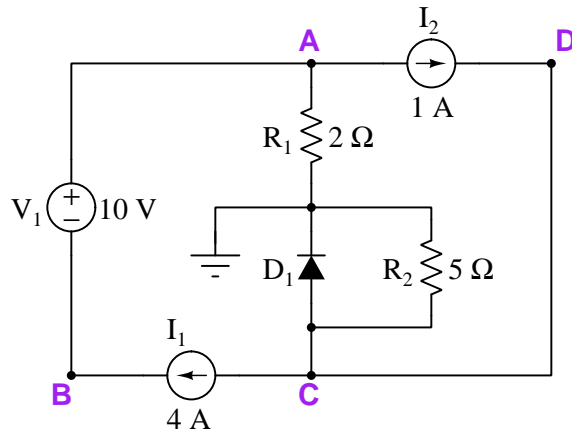 I₂
A
D
1 A
R₁ 2 Ω
V₁ + − 10 V
D₁
R₂ 5 Ω
I₁
B
C
4 A